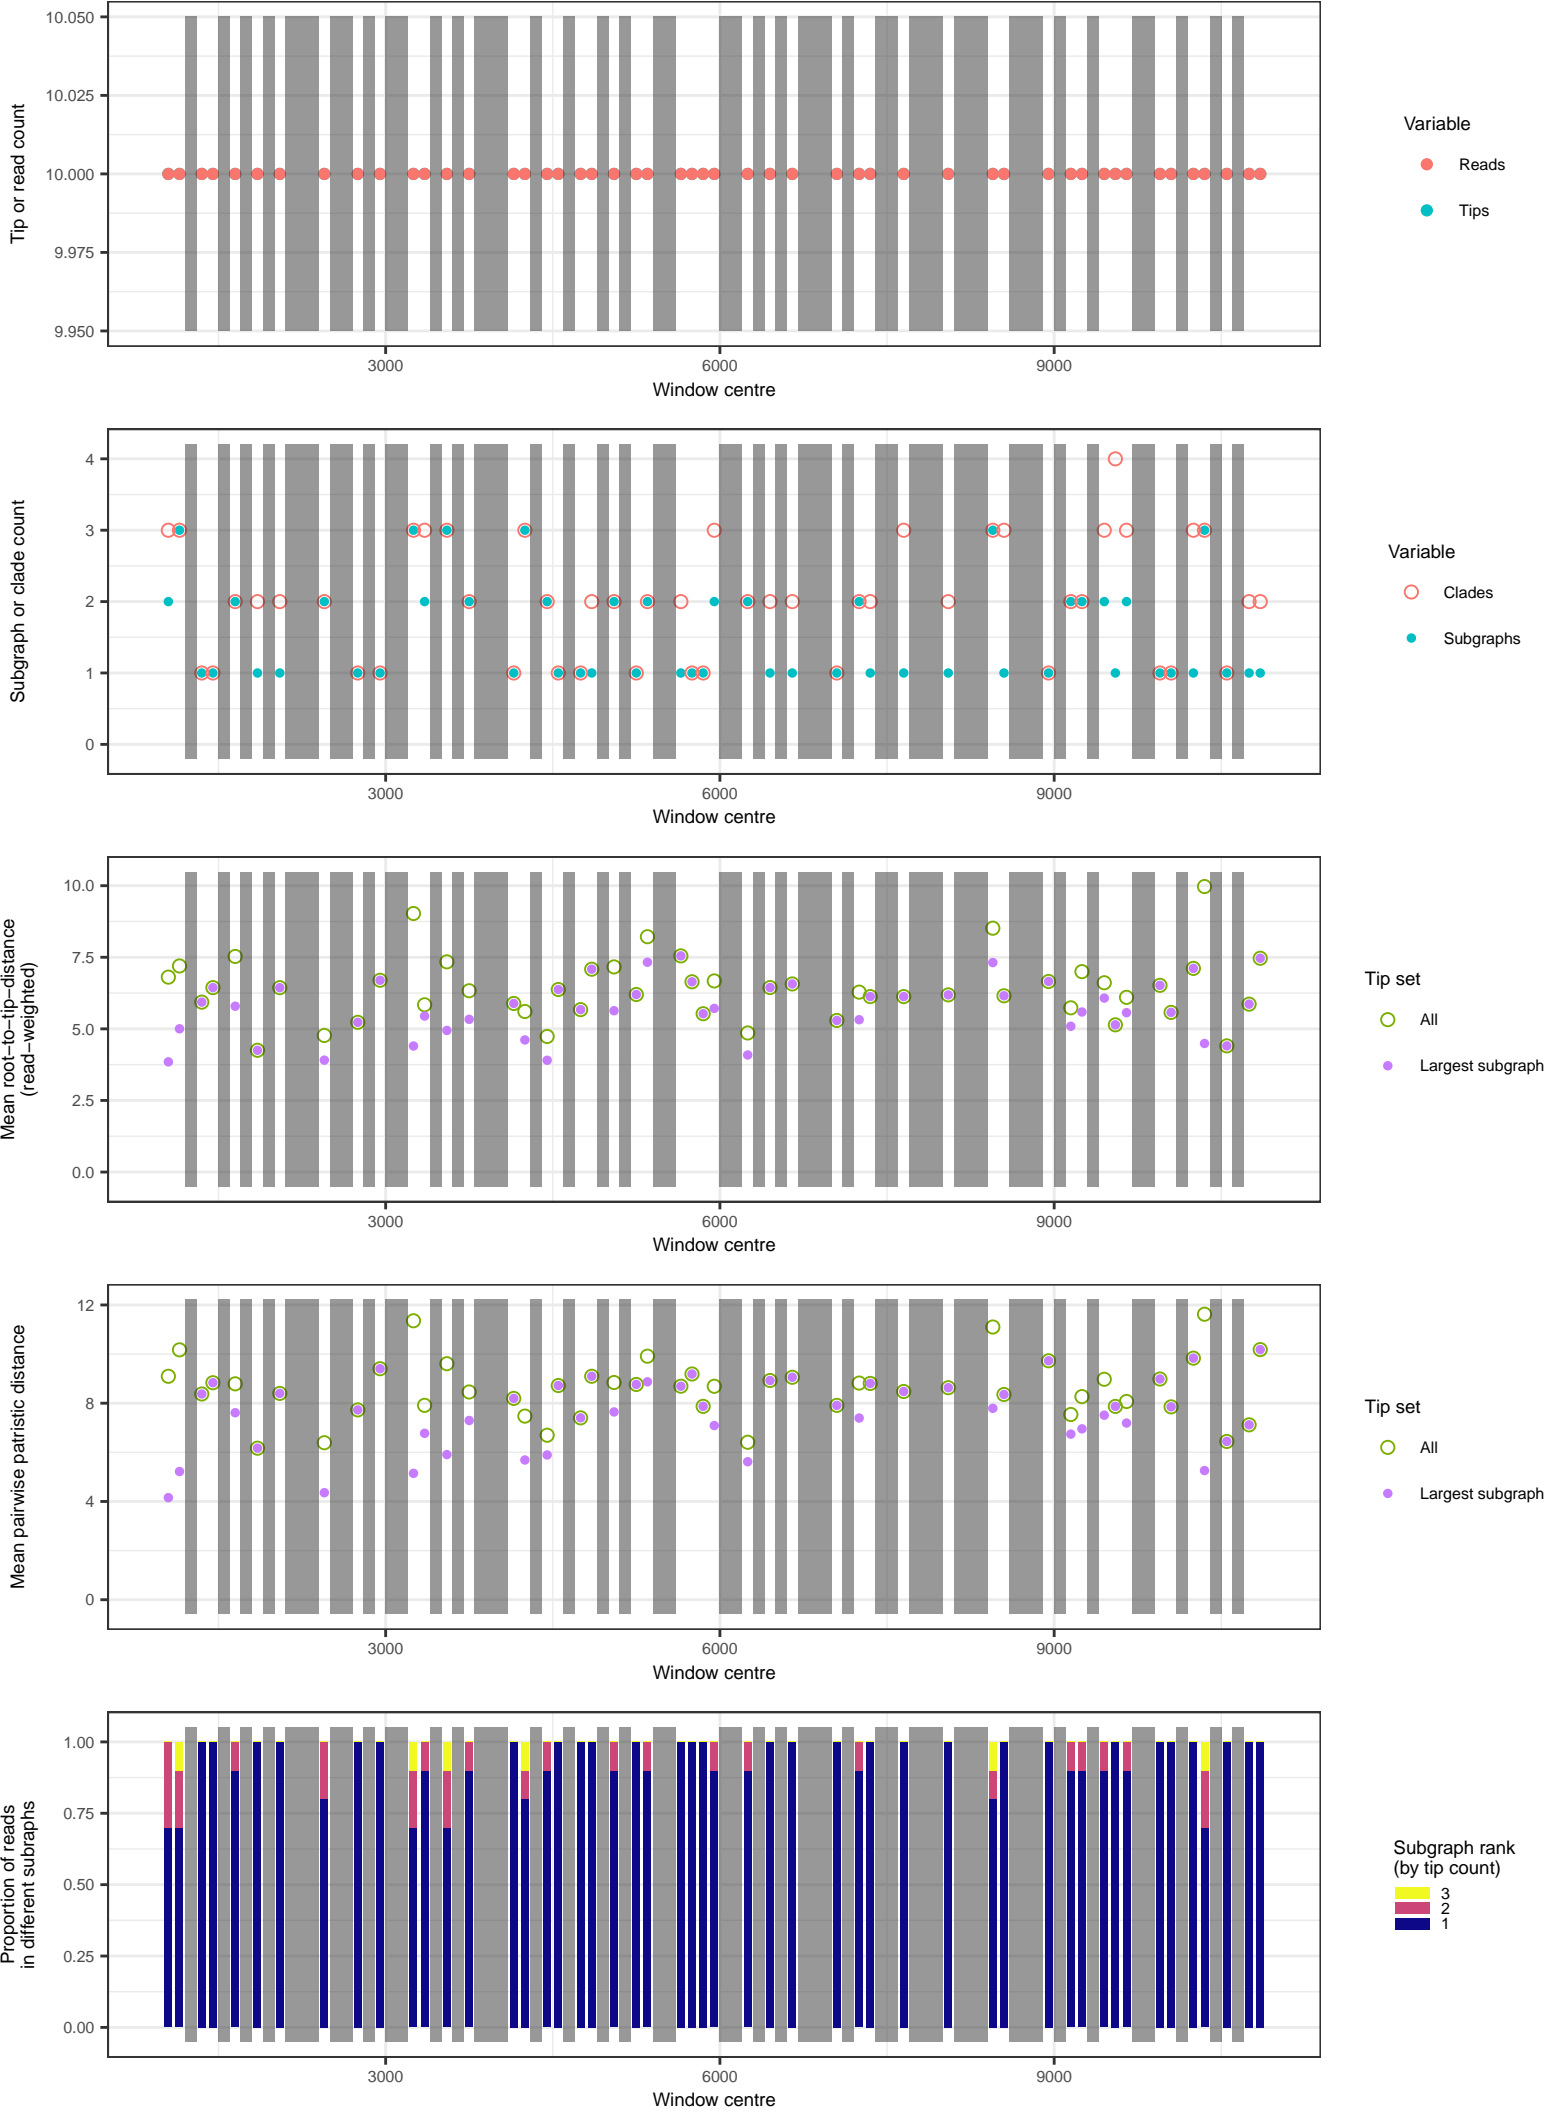 10.050
10.025
10.000
9.975
9.950
Tip or read count
3000
6000
9000
Window centre
Variable
Reads
Tips
4
3
2
1
0
Subgraph or clade count
3000
6000
9000
Window centre
Variable
Clades
Subgraphs
10.0
7.5
5.0
2.5
0.0
Mean root−to−tip−distance
(read−weighted)
3000
6000
9000
Window centre
Tip set
All
Largest subgraph
12
8
4
0
Mean pairwise patristic distance
3000
6000
9000
Window centre
Tip set
All
Largest subgraph
1.00
0.75
0.50
0.25
0.00
Proportion of reads
in different subraphs
3000
6000
9000
Window centre
Subgraph rank
(by tip count)
3
2
1